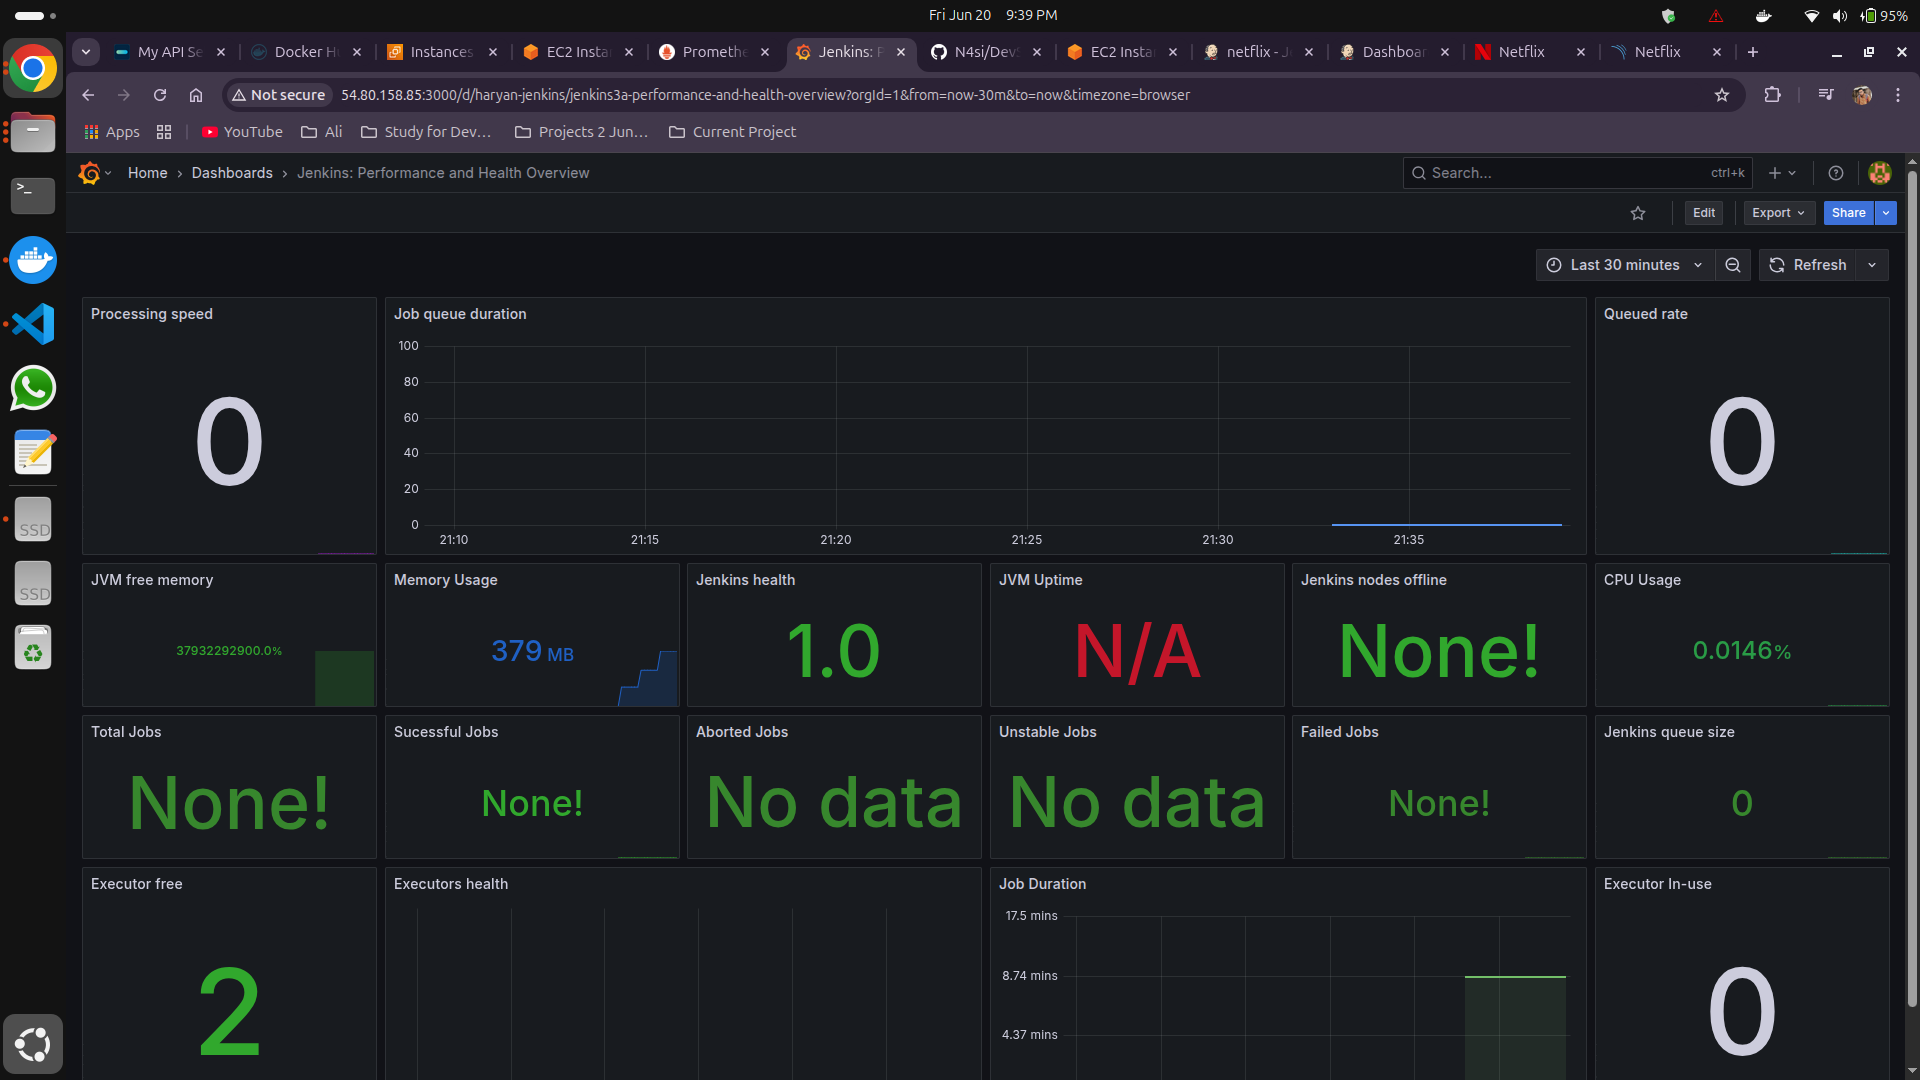 Fri Jun 20 9:39 PM
95%
My API Se
Docker H
Instances
EC2 Insta
Promethe
Jenkins: P
N4si/Dev
EC2 Insta
netflix - J
Dashboar
Netflix
Netflix
Not secure
54.80.158.85:3000/d/haryan-jenkins/jenkins3a-performance-and-health-overview?orgId=1&from=now-30m&to=now&timezone=browser
Apps
YouTube
Ali
Study for Dev...
Projects 2 Jun...
Current Project
Home › Dashboards › Jenkins: Performance and Health Overview
Search...
ctrl+k
Edit
Export
Share
Last 30 minutes
Refresh
Processing speed
0
Job queue duration
100
80
60
40
20
0
21:10
21:15
21:20
21:25
21:30
21:35
Queued rate
0
JVM free memory
37932292900.0%
Memory Usage
379 MB
Jenkins health
1.0
JVM Uptime
N/A
Jenkins nodes offline
None!
CPU Usage
0.0146%
Total Jobs
None!
Sucessful Jobs
None!
Aborted Jobs
No data
Unstable Jobs
No data
Failed Jobs
None!
Jenkins queue size
0
Executor free
2
Executors health
Job Duration
17.5 mins
8.74 mins
4.37 mins
Executor In-use
0
SSD
SSD